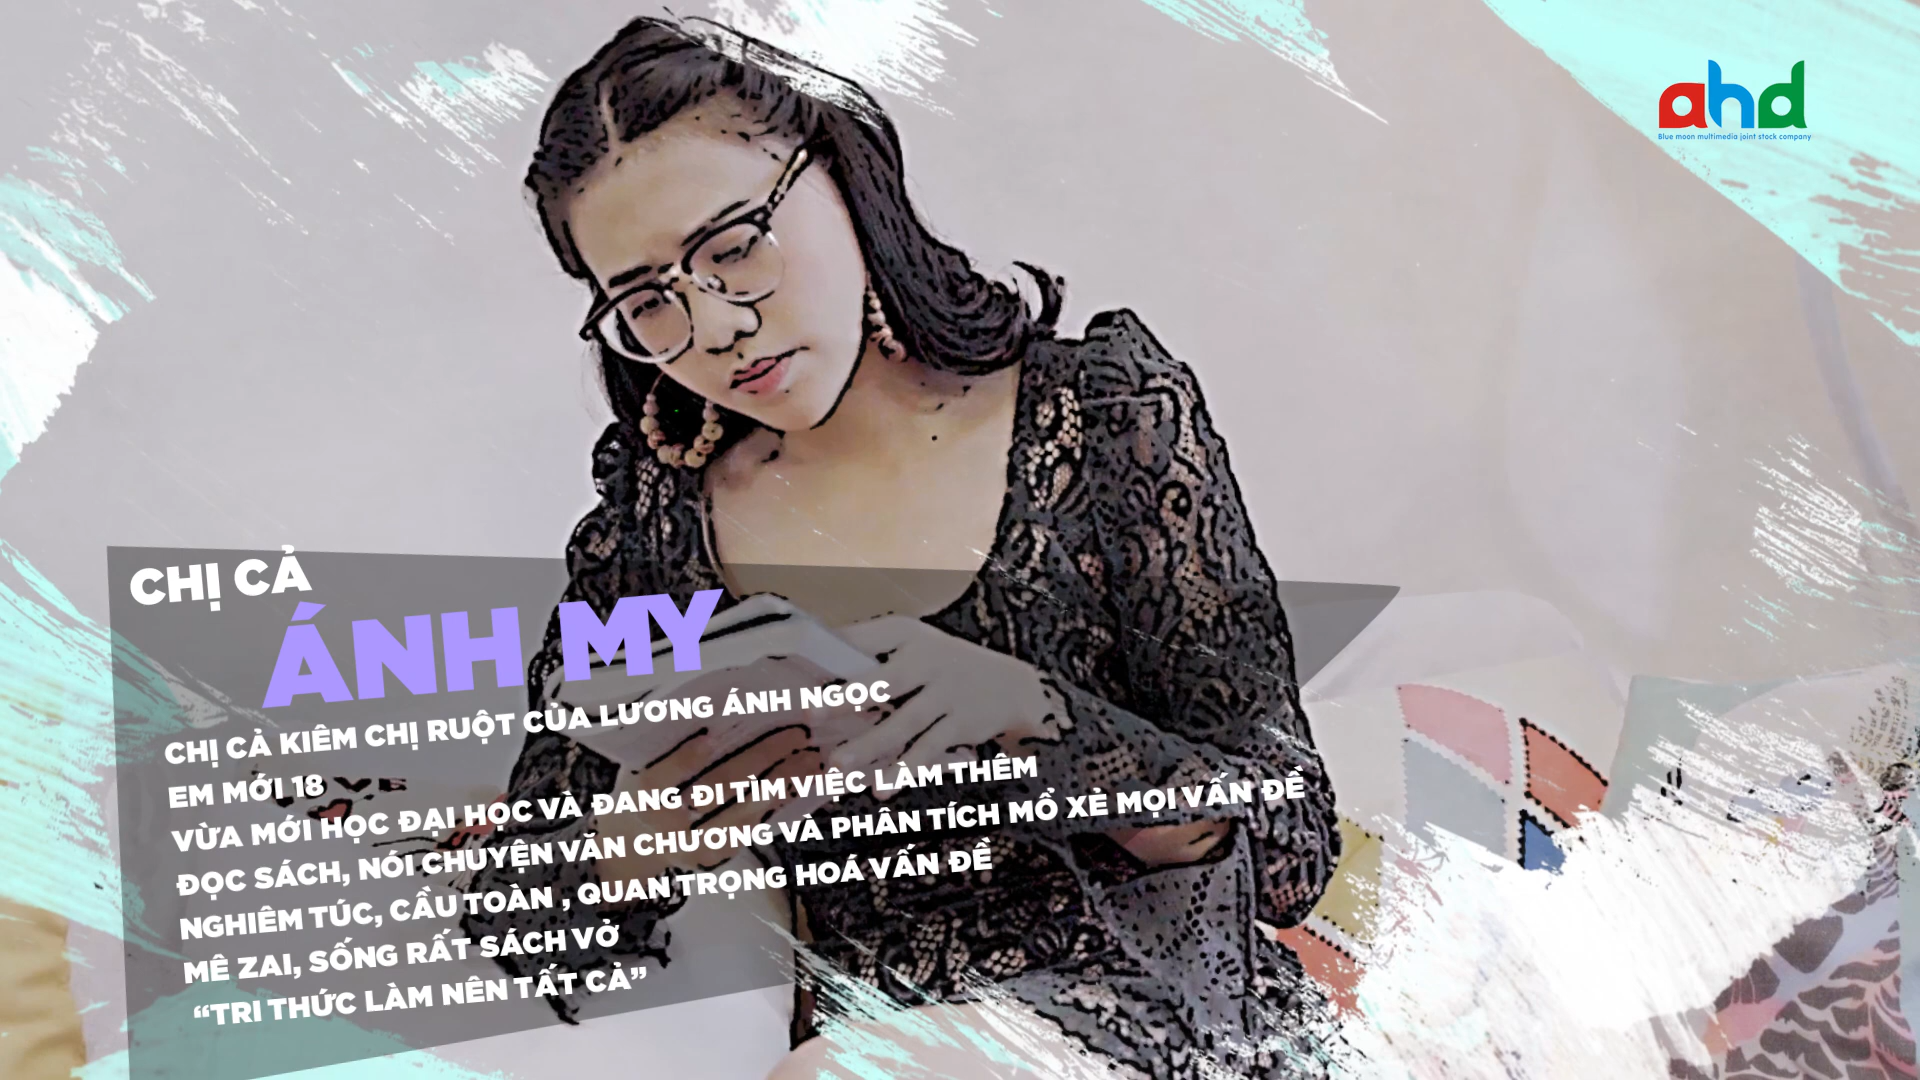 ahd
Blue moon multimedia joint stock company
CHỊ CẢ
ÁNH MY
CHỊ CẢ KIÊM CHỊ RUỘT CỦA LƯƠNG ÁNH NGỌC
EM MỚI 18
VỪA MỚI HỌC ĐẠI HỌC VÀ ĐANG ĐI TÌM VIỆC LÀM THÊM
ĐỌC SÁCH, NÓI CHUYỆN VĂN CHƯƠNG VÀ PHÂN TÍCH MỔ XẺ MỌI VẤN ĐỀ
NGHIÊM TÚC, CẦU TOÀN , QUAN TRỌNG HOÁ VẤN ĐỀ
MÊ ZAI, SỐNG RẤT SÁCH VỞ
“TRI THỨC LÀM NÊN TẤT CẢ”